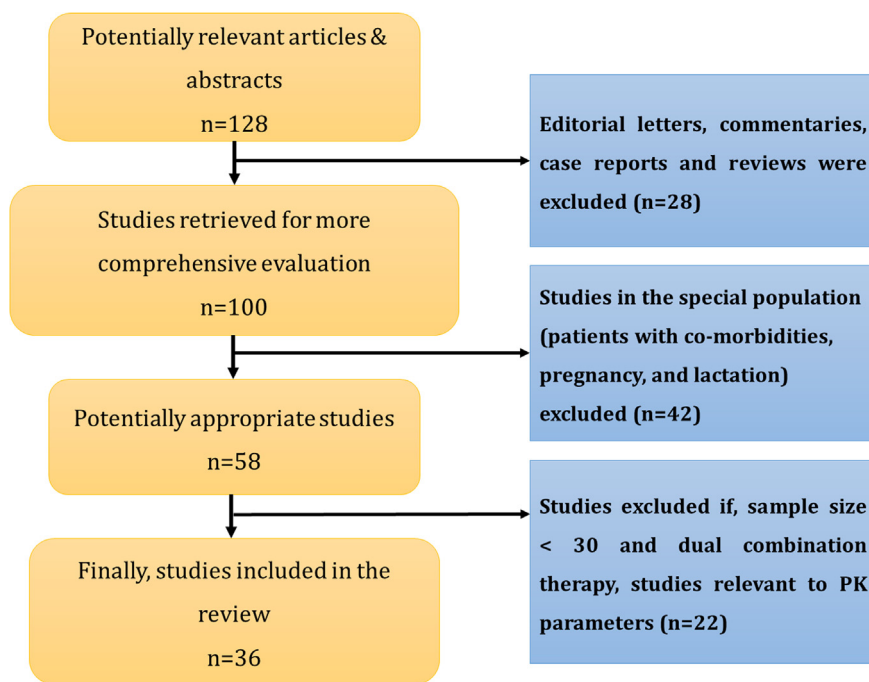 Potentially relevant articles &
abstracts
n=128
Editorial letters, commentaries,
case reports and reviews were
excluded (n=28)
Studies retrieved for more
comprehensive evaluation
n=100
Studies in the special population
(patients with co-morbidities,
pregnancy, and lactation)
excluded (n=42)
Potentially appropriate studies
n=58
Studies excluded if, sample size
< 30 and dual combination
therapy, studies relevant to PK
parameters (n=22)
Finally, studies included in the
review
n=36